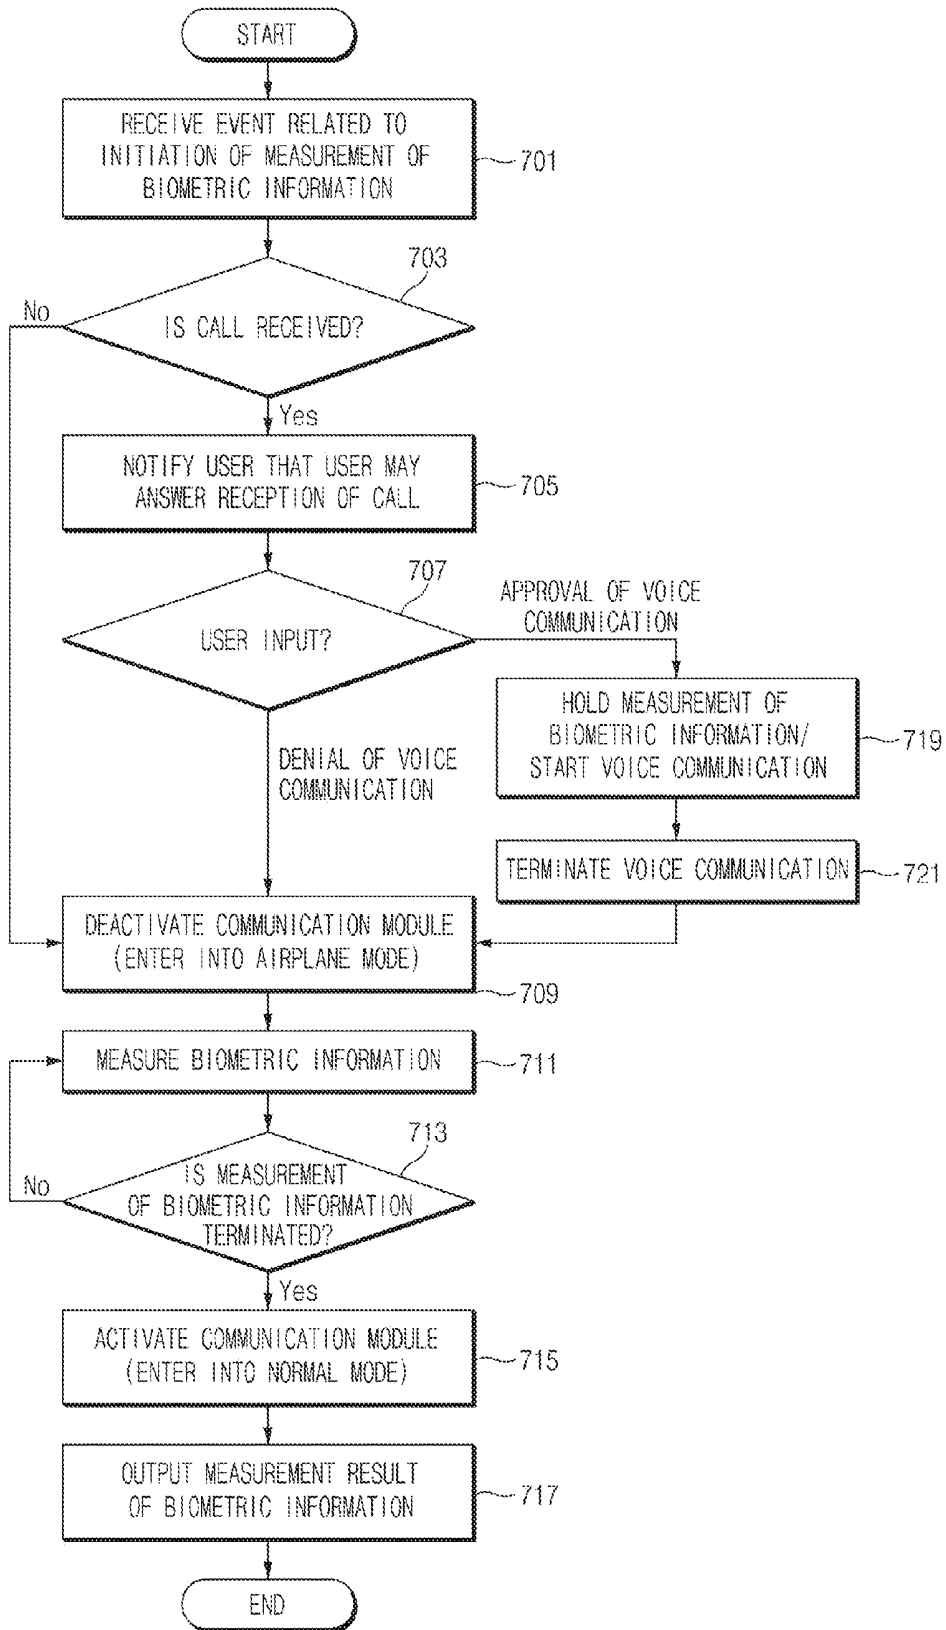 START
RECEIVE EVENT RELATED TO
INITIATION OF MEASUREMENT OF
BIOMETRIC INFORMATION
701
703
No
IS CALL RECEIVED?
Yes
NOTIFY USER THAT USER MAY
ANSWER RECEPTION OF CALL
705
707
APPROVAL OF VOICE
COMMUNICATION
USER INPUT?
HOLD MEASUREMENT OF
BIOMETRIC INFORMATION/
START VOICE COMMUNICATION
719
DENIAL OF VOICE
COMMUNICATION
TERMINATE VOICE COMMUNICATION
721
DEACTIVATE COMMUNICATION MODULE
(ENTER INTO AIRPLANE MODE)
709
MEASURE BIOMETRIC INFORMATION
711
713
No
IS MEASUREMENT
OF BIOMETRIC INFORMATION
TERMINATED?
Yes
ACTIVATE COMMUNICATION MODULE
(ENTER INTO NORMAL MODE)
715
OUTPUT MEASUREMENT RESULT
OF BIOMETRIC INFORMATION
717
END